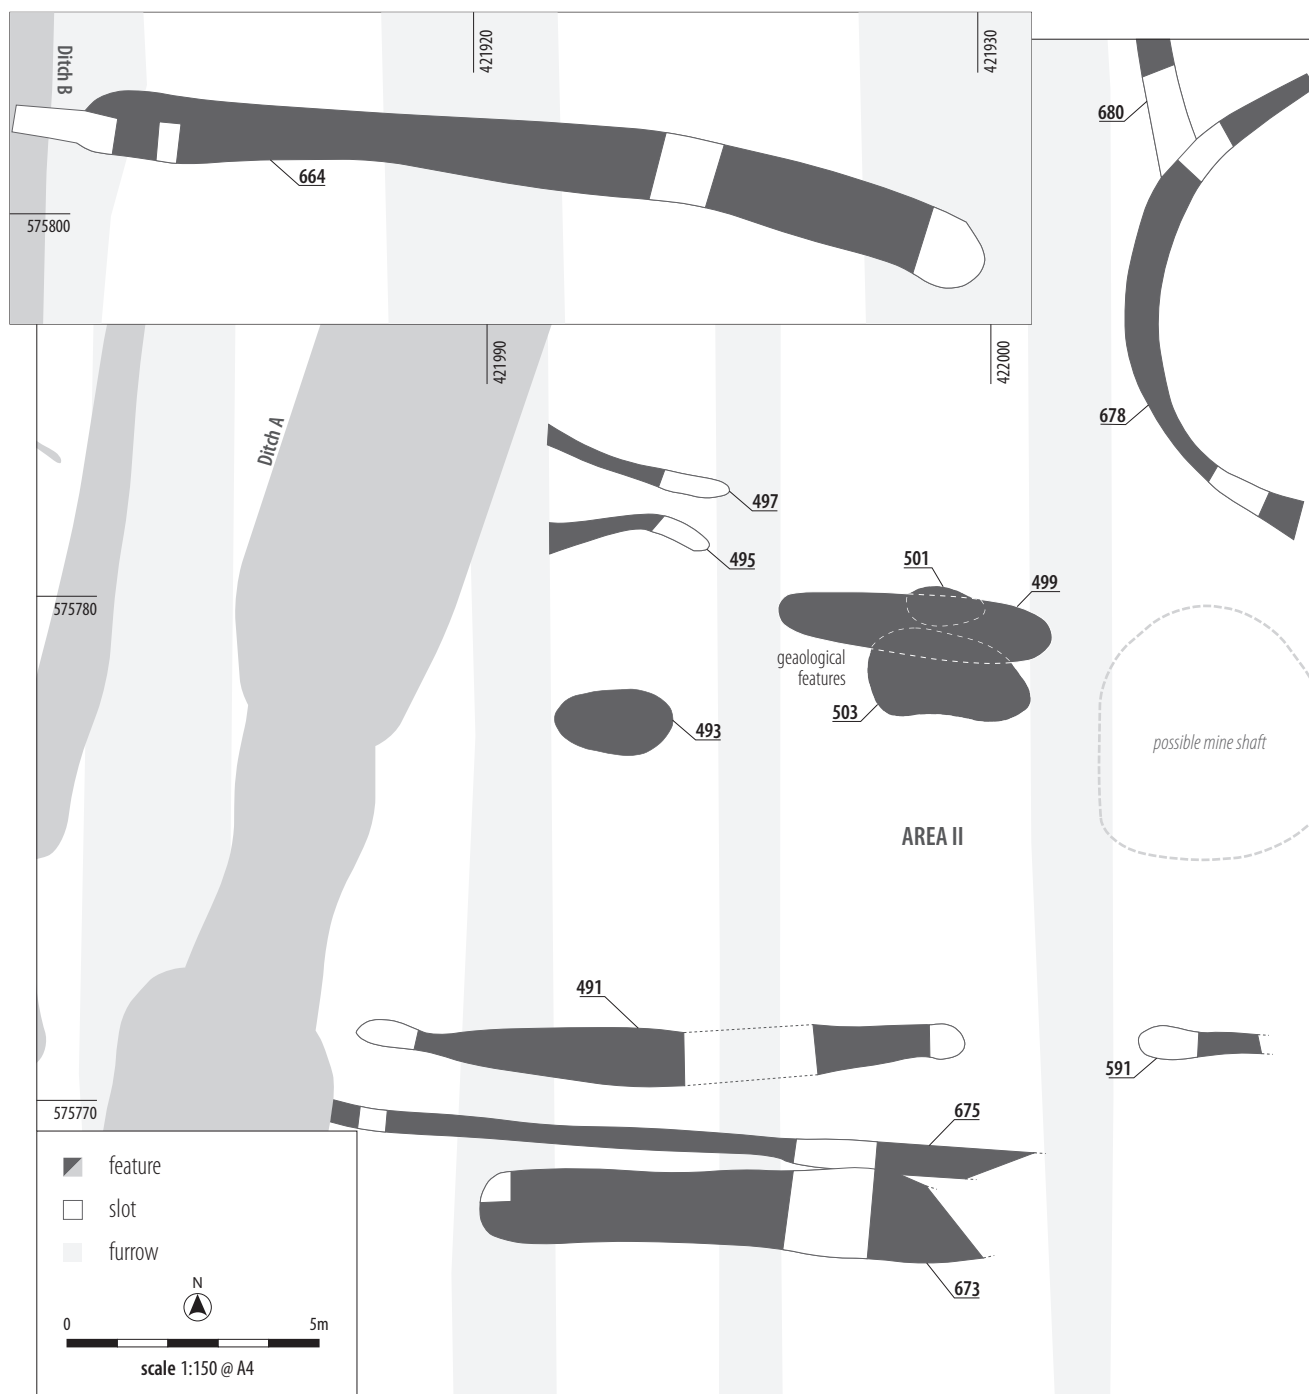 Ditch B
421920
421930
664
575800
680
421990
422000
Ditch A
678
497
495
501
499
575780
geaological
features
503
493
possible mine shaft
AREA II
491
591
575770
675
feature
slot
furrow
N
0 5m
scale 1:150 @ A4
673